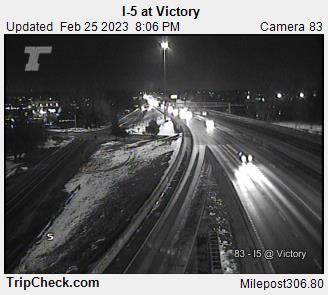 I-5 at Victory
Updated Feb 25 2023 8:06 PM Camera 83
T
S
83 - I5 @ Victory
TripCheck.com Milepost306.80